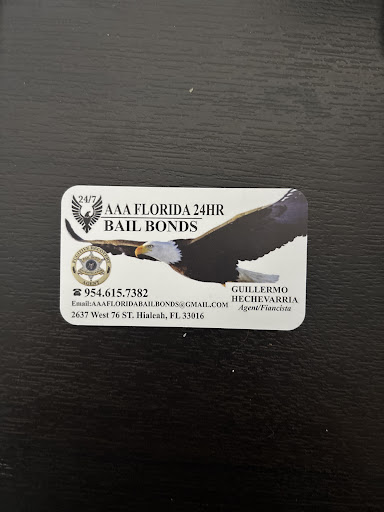 24/7
AAA FLORIDA 24HR
BAIL BONDS
☎ 954.615.7382
Email:AAAFLORIDABAILBONDS@GMAIL.COM
2637 West 76 ST. Hialeah, FL 33016
GUILLERMO
HECHEVARRIA
Agent/Fiancista